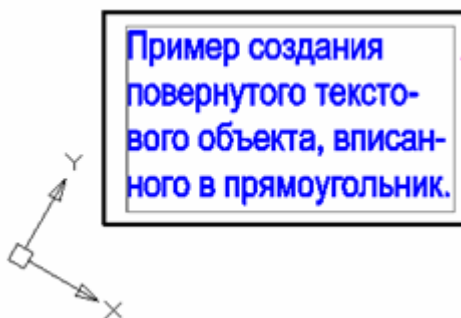 Пример создания
повернутого тексто-
вого объекта, вписан-
ного в прямоугольник.
Y
X